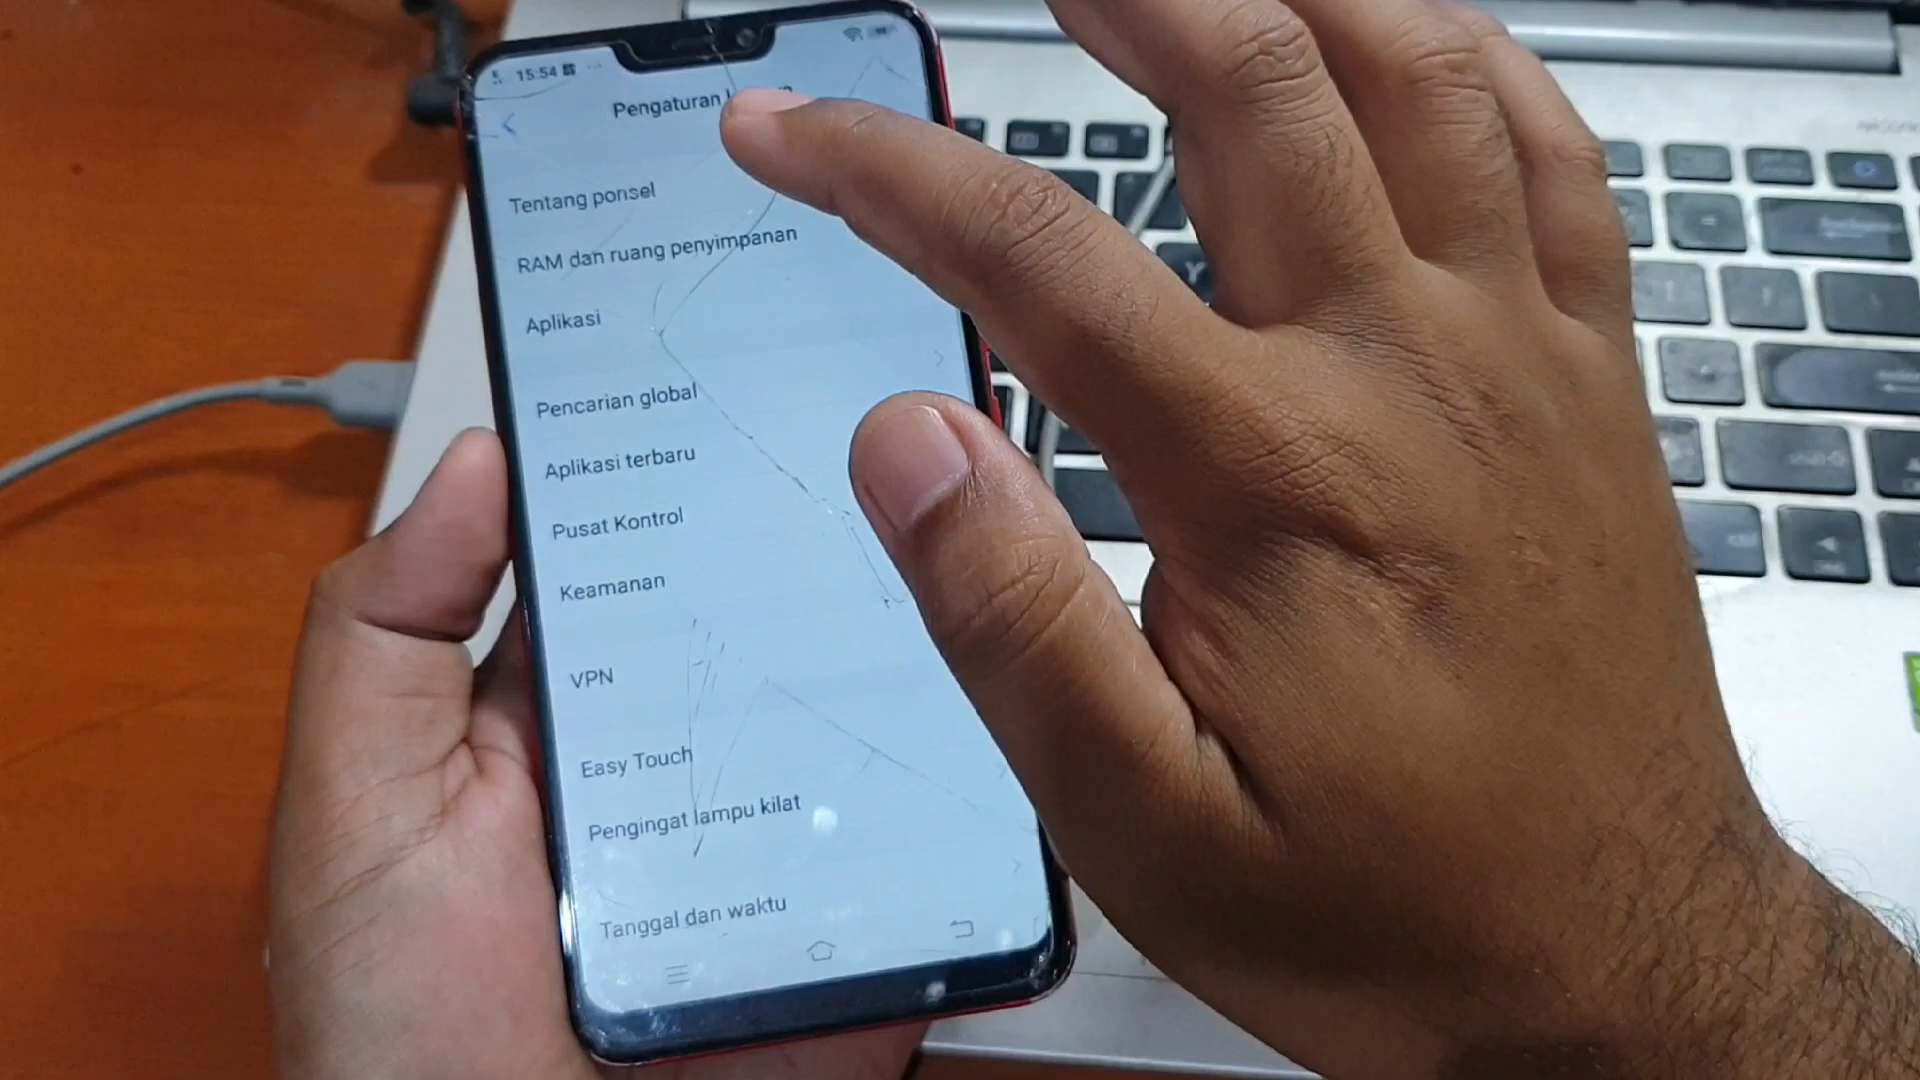 15:54
Pengaturan
Tentang ponsel
RAM dan ruang penyimpanan
Aplikasi
Pencarian global
Aplikasi terbaru
Pusat Kontrol
Keamanan
VPN
Easy Touch
Pengingat lampu kilat
Tanggal dan waktu
Y